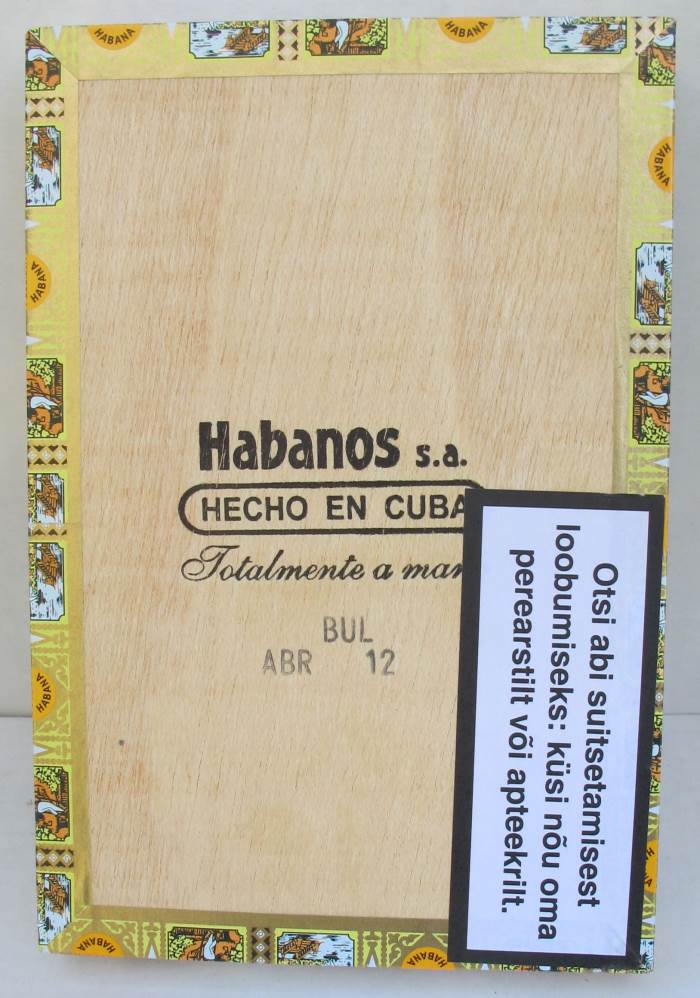 HABANA
HABANA
HABANA
HABANA
Habanos s.a.
HECHO EN CUBA
Totalmente a man
BUL
ABR 12
Otsi abi suitsetamisest
loobumiseks: küsi nõu oma
perearstilt või apteekrilt.
HABANA
HABANA
HABANA